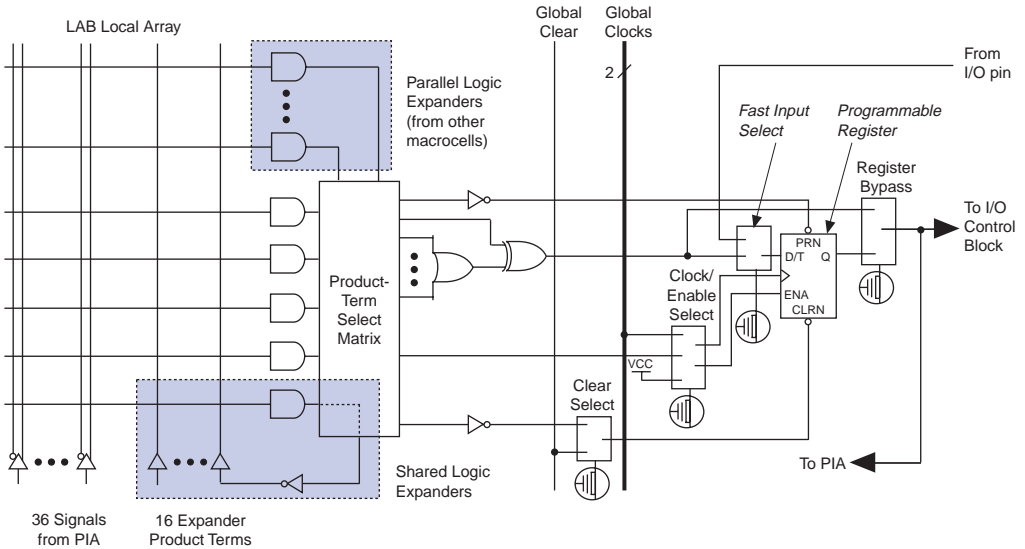 LAB Local Array
Global
Clear
Global
Clocks
2
From
I/O pin
Parallel Logic
Expanders
(from other
macrocells)
Fast Input
Select
Programmable
Register
Register
Bypass
To I/O
Control
Block
PRN
D/T Q
ENA
CLRN
Clock/
Enable
Select
Product-
Term
Select
Matrix
VCC
Clear
Select
Shared Logic
Expanders
To PIA
36 Signals
from PIA
16 Expander
Product Terms